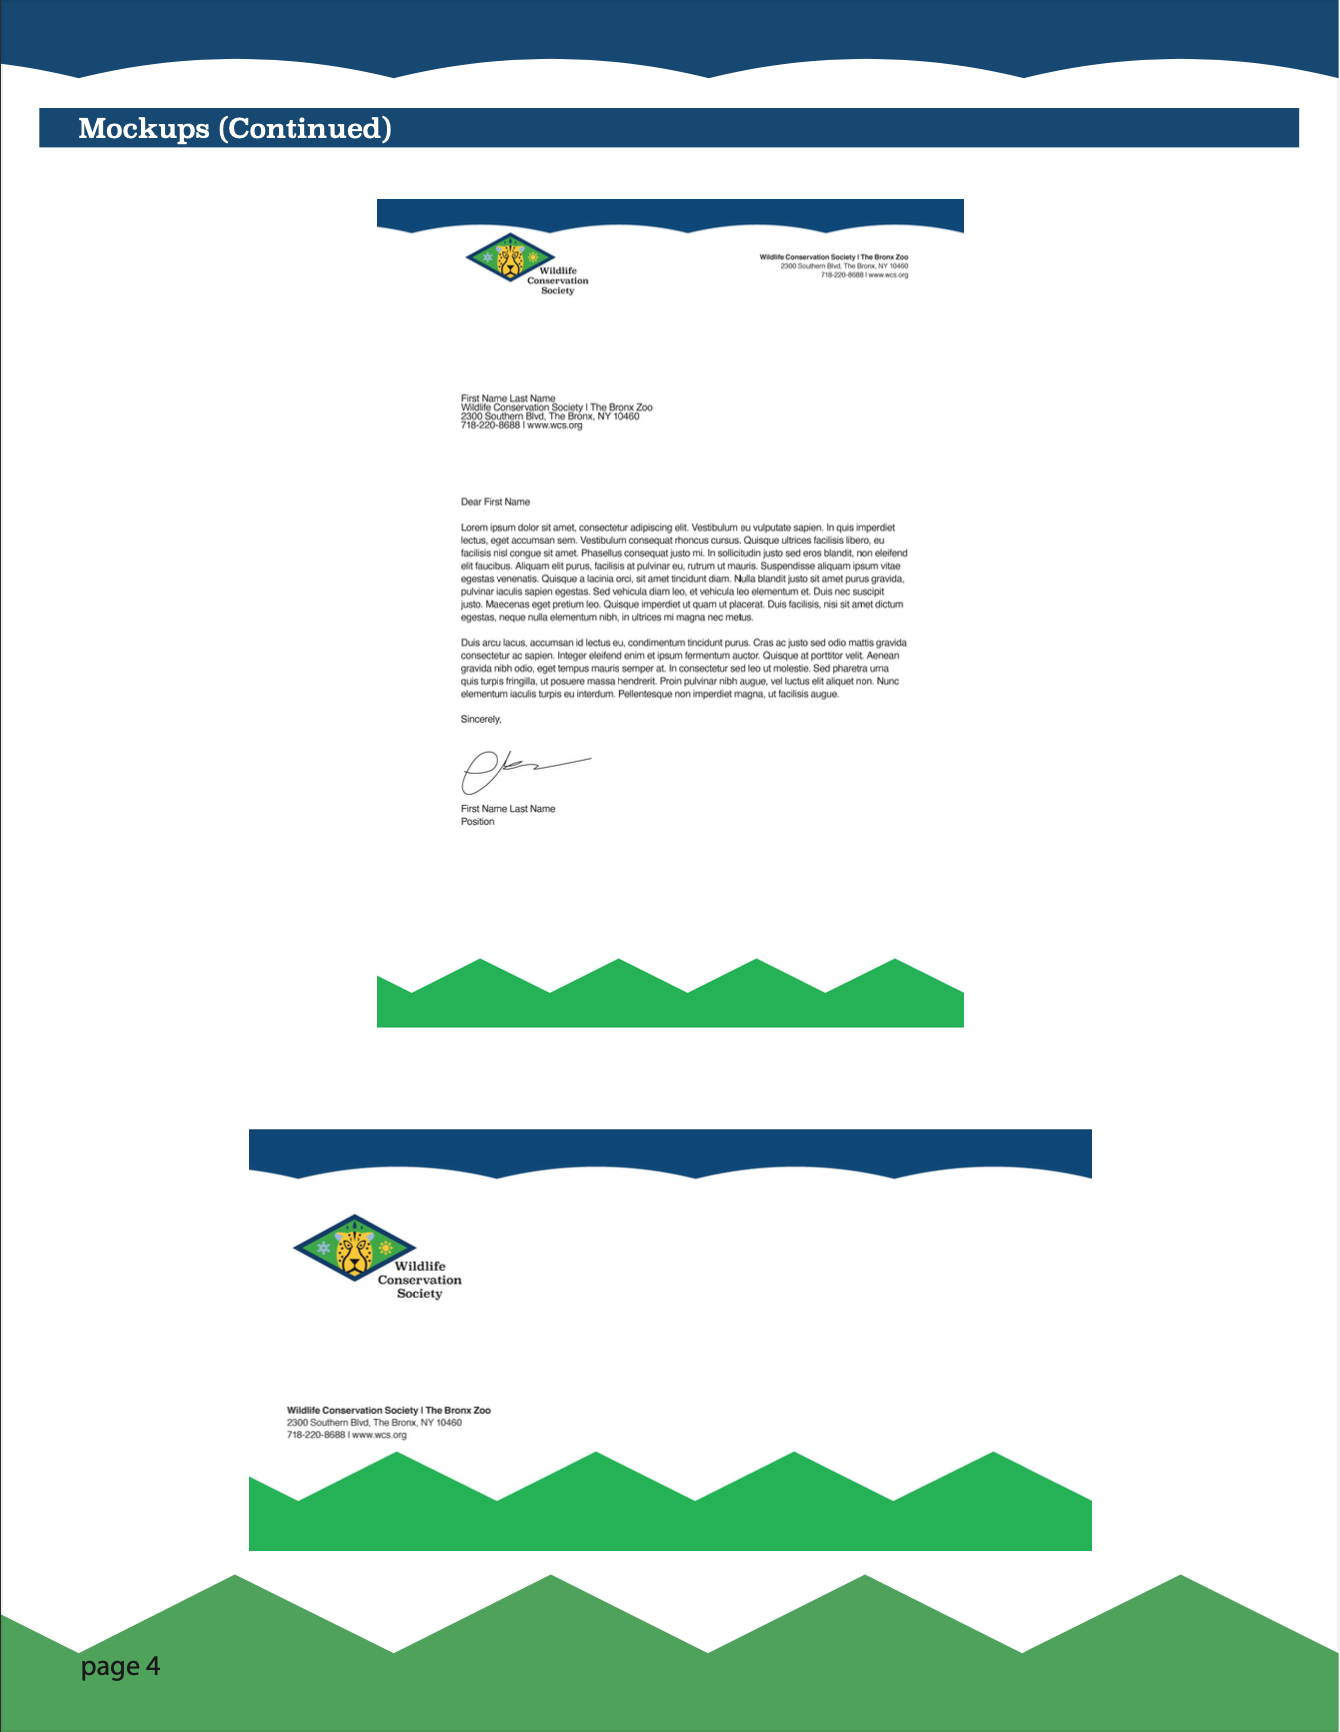 Mockups (Continued)
Wildlife
Conservation
Society
Wildlife Conservation Society | The Bronx Zoo
2300 Southern Blvd, The Bronx, NY 10460
718-220-8688 | www.wcs.org
First Name Last Name
Wildlife Conservation Society | The Bronx Zoo
2300 Southern Blvd, The Bronx, NY 10460
718-220-8688 | www.wcs.org
Dear First Name
Lorem ipsum dolor sit amet, consectetur adipiscing elit. Vestibulum eu vulputate sapien. In quis imperdiet
lectus, eget accumsan sem. Vestibulum consequat rhoncus cursus. Quisque ultrices facilisis libero, eu
facilisis nisl congue sit amet. Phasellus consequat justo mi. In sollicitudin justo sed eros blandit, non eleifend
elit faucibus. Aliquam elit purus, facilisis at pulvinar eu, rutrum ut mauris. Suspendisse aliquam ipsum vitae
egestas venenatis. Quisque a lacinia orci, sit amet tincidunt diam. Nulla blandit justo sit amet purus gravida,
pulvinar iaculis sapien egestas. Sed vehicula diam leo, et vehicula leo elementum et. Duis nec suscipit
justo. Maecenas eget pretium leo. Quisque imperdiet ut quam ut placerat. Duis facilisis, nisi sit amet dictum
egestas, neque nulla elementum nibh, in ultrices mi magna nec metus.
Duis arcu lacus, accumsan id lectus eu, condimentum tincidunt purus. Cras ac justo sed odio mattis gravida
consectetur ac sapien. Integer eleifend enim et ipsum fermentum auctor. Quisque at porttitor velit. Aenean
gravida nibh odio, eget tempus mauris semper at. In consectetur sed leo ut molestie. Sed pharetra urna
quis turpis fringilla, ut posuere massa hendrerit. Proin pulvinar nibh augue, vel luctus elit aliquet non. Nunc
elementum iaculis turpis eu interdum. Pellentesque non imperdiet magna, ut facilisis augue.
Sincerely,
First Name Last Name
Position
Wildlife
Conservation
Society
Wildlife Conservation Society | The Bronx Zoo
2300 Southern Blvd, The Bronx, NY 10460
718-220-8688 | www.wcs.org
page 4